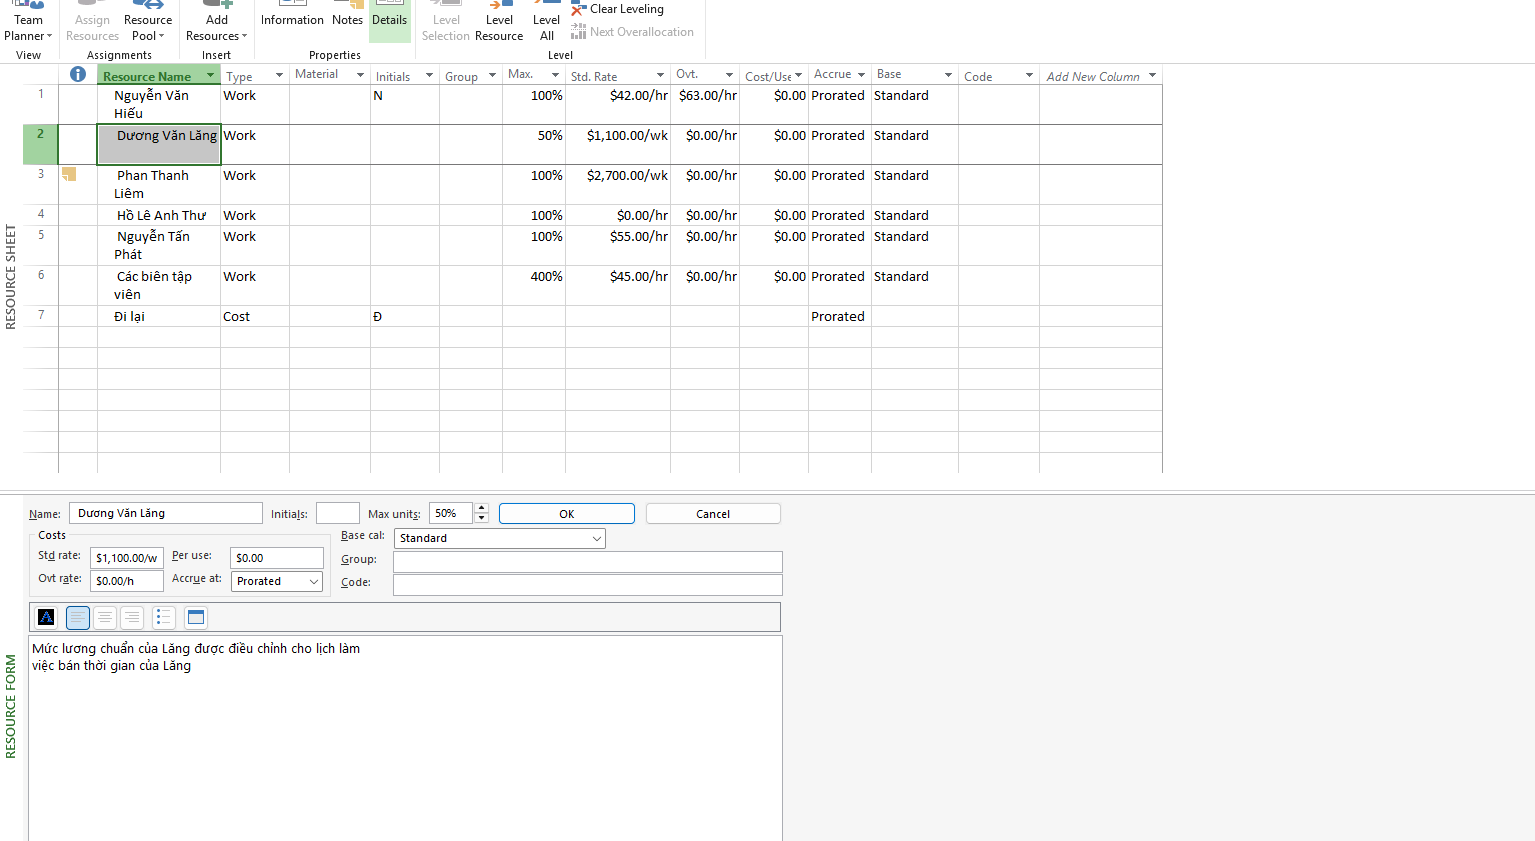 Team
Planner
Assign
Resources
Resource
Pool
Add
Resources
Information
Notes
Details
Level
Selection
Level
Resource
Level
All
Clear Leveling
Next Overallocation
View
Assignments
Insert
Properties
Level
Resource Name Type Material Initials Group Max. Std. Rate Ovt. Cost/Use Accrue Base Code Add New Column
1 Nguyễn Văn Work N 100% $42.00/hr $63.00/hr $0.00 Prorated Standard
Hiếu
2 Dương Văn Lăng Work 50% $1,100.00/wk $0.00/hr $0.00 Prorated Standard
3 Phan Thanh Work 100% $2,700.00/wk $0.00/hr $0.00 Prorated Standard
Liêm
4 Hồ Lê Anh Thư Work 100% $0.00/hr $0.00/hr $0.00 Prorated Standard
5 Nguyễn Tấn Work 100% $55.00/hr $0.00/hr $0.00 Prorated Standard
Phát
6 Các biên tập Work 400% $45.00/hr $0.00/hr $0.00 Prorated Standard
viên
7 Đi lại Cost Đ Prorated
RESOURCE SHEET
Name: Dương Văn Lăng Initials: Max units: 50% OK Cancel
Costs
Base cal: Standard
Std rate: $1,100.00/w Per use: $0.00
Group:
Ovt rate: $0.00/h Accrue at: Prorated
Code:
A
Mức lương chuẩn của Lăng được điều chỉnh cho lịch làm
việc bán thời gian của Lăng
RESOURCE FORM